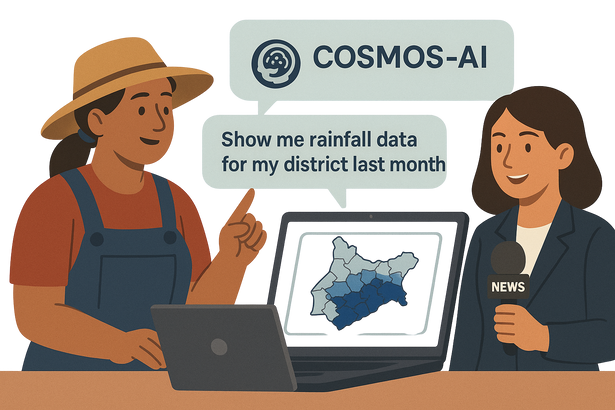 COSMOS-AI
Show me rainfall data
for my district last month
NEWS